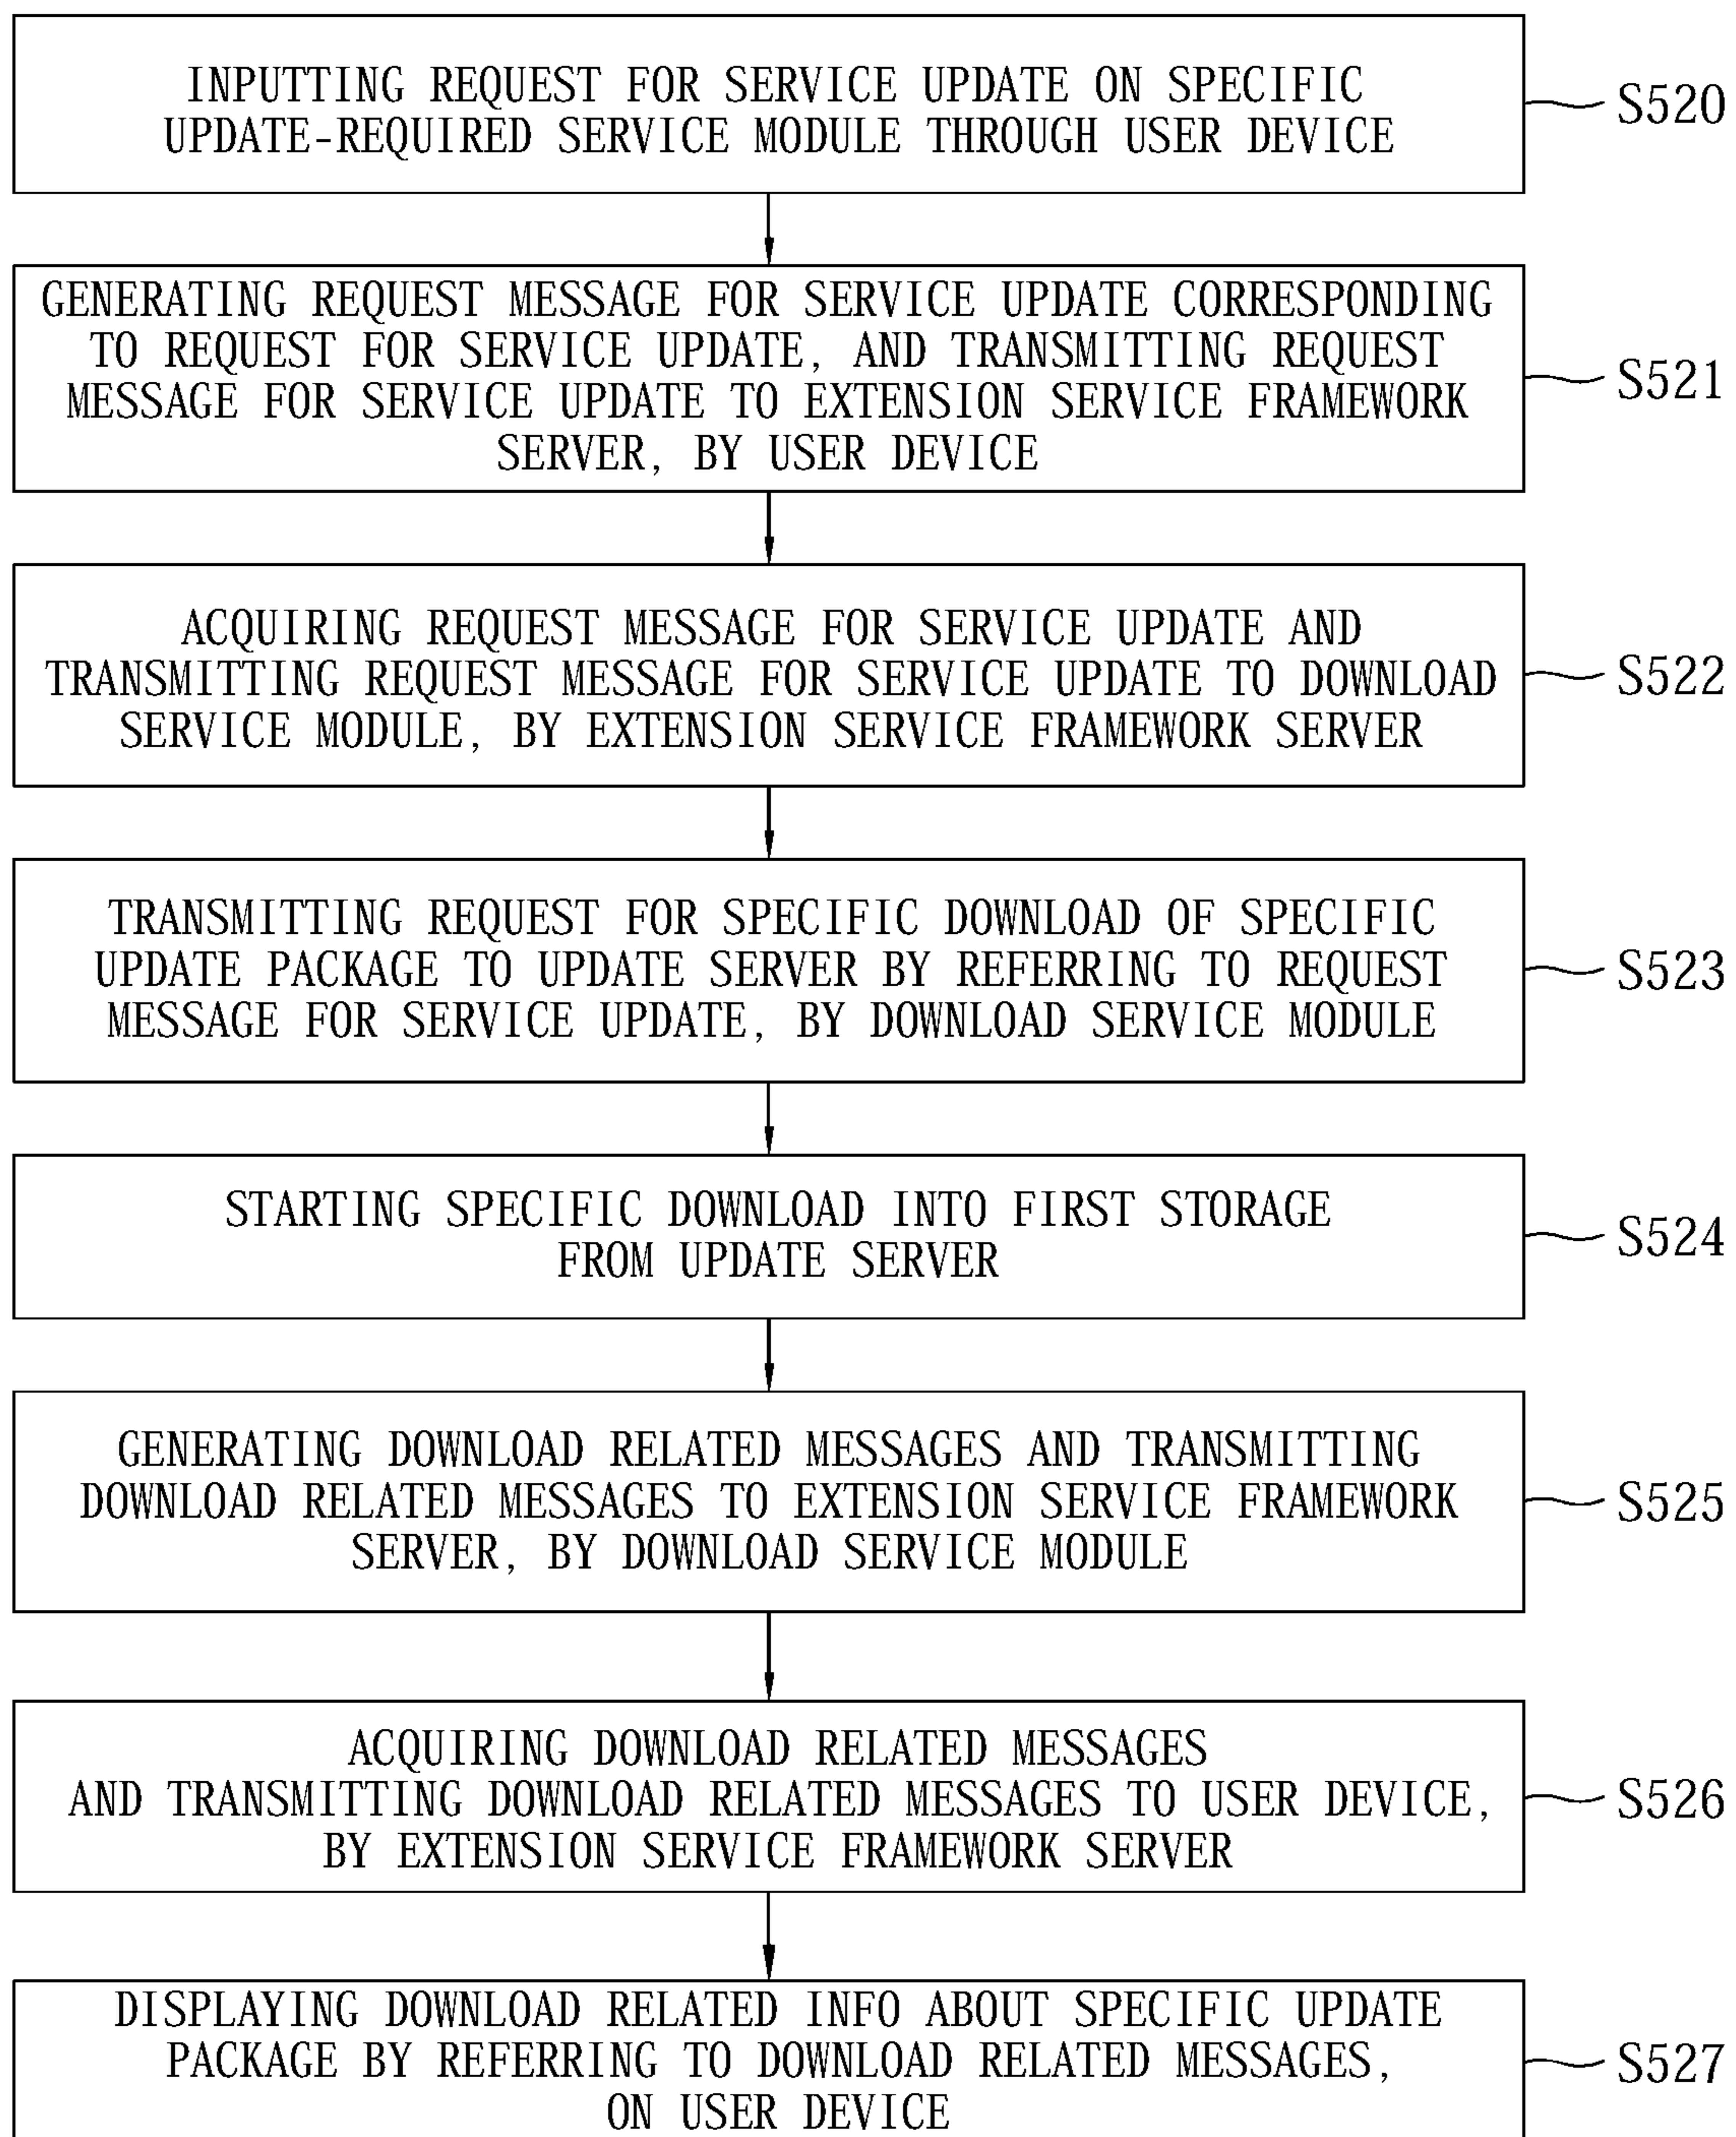 INPUTTING REQUEST FOR SERVICE UPDATE ON SPECIFIC
UPDATE-REQUIRED SERVICE MODULE THROUGH USER DEVICE
S520
GENERATING REQUEST MESSAGE FOR SERVICE UPDATE CORRESPONDING
TO REQUEST FOR SERVICE UPDATE, AND TRANSMITTING REQUEST
MESSAGE FOR SERVICE UPDATE TO EXTENSION SERVICE FRAMEWORK
SERVER, BY USER DEVICE
S521
ACQUIRING REQUEST MESSAGE FOR SERVICE UPDATE AND
TRANSMITTING REQUEST MESSAGE FOR SERVICE UPDATE TO DOWNLOAD
SERVICE MODULE, BY EXTENSION SERVICE FRAMEWORK SERVER
S522
TRANSMITTING REQUEST FOR SPECIFIC DOWNLOAD OF SPECIFIC
UPDATE PACKAGE TO UPDATE SERVER BY REFERRING TO REQUEST
MESSAGE FOR SERVICE UPDATE, BY DOWNLOAD SERVICE MODULE
S523
STARTING SPECIFIC DOWNLOAD INTO FIRST STORAGE
FROM UPDATE SERVER
S524
GENERATING DOWNLOAD RELATED MESSAGES AND TRANSMITTING
DOWNLOAD RELATED MESSAGES TO EXTENSION SERVICE FRAMEWORK
SERVER, BY DOWNLOAD SERVICE MODULE
S525
ACQUIRING DOWNLOAD RELATED MESSAGES
AND TRANSMITTING DOWNLOAD RELATED MESSAGES TO USER DEVICE,
BY EXTENSION SERVICE FRAMEWORK SERVER
S526
DISPLAYING DOWNLOAD RELATED INFO ABOUT SPECIFIC UPDATE
PACKAGE BY REFERRING TO DOWNLOAD RELATED MESSAGES,
ON USER DEVICE
S527